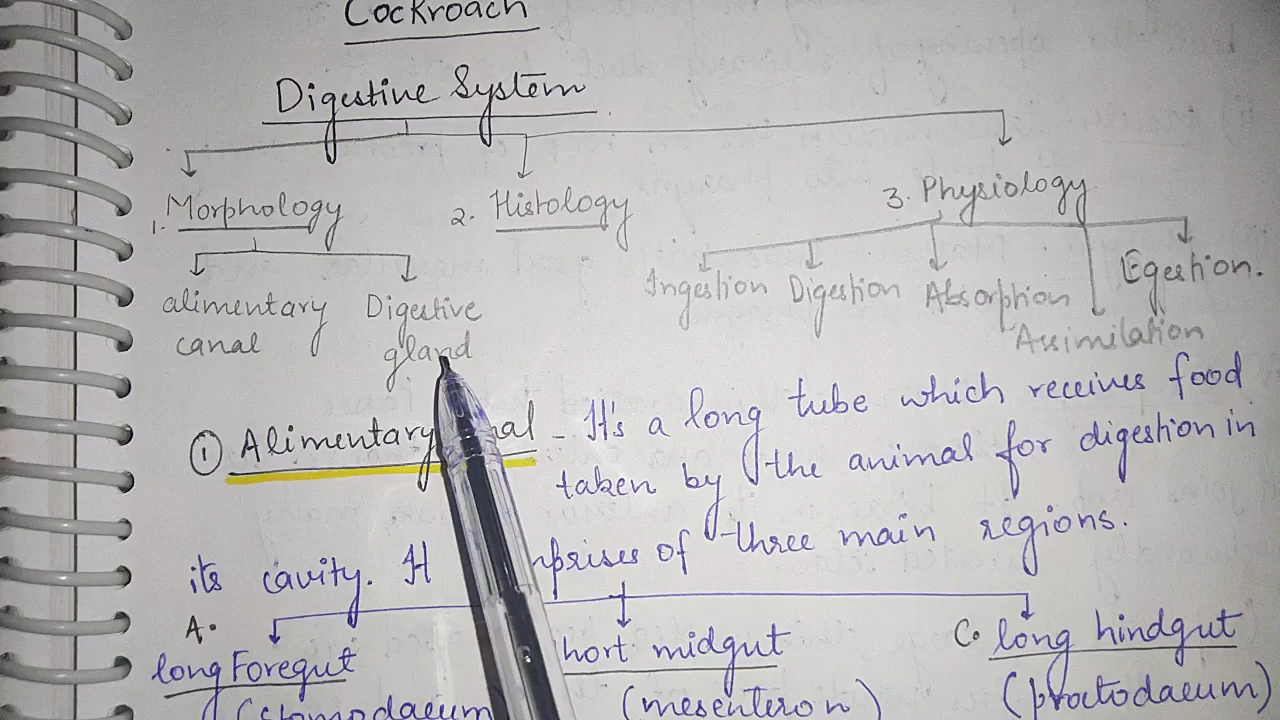 Cockroach
Digestive System
1. Morphology 2. Histology 3. Physiology
alimentary canal Digestive gland
Ingestion Digestion Absorption Assimilation Egestion.
① Alimentary - It's a long tube which receives food
taken by the animal for digestion in
its cavity. It of three main regions.
A. C.
long Foregut midgut long hindgut
(mesenteron) (proctodaeum)